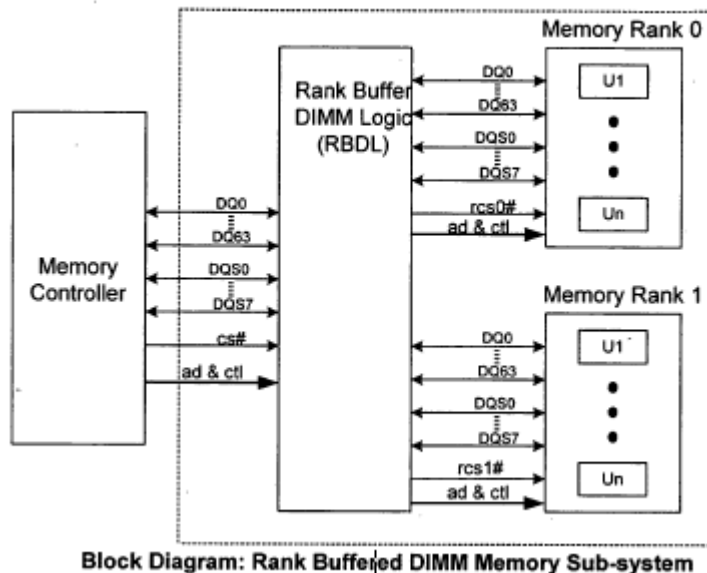 Memory Rank 0
U1
Un
Rank Buffer
DIMM Logic
(RBDL)
DQ0
DQ63
DQS0
DQS7
rcs0#
ad & ctl
Memory
Controller
DQ0
DQ63
DQS0
DQS7
cs#
ad & ctl
Memory Rank 1
U1
Un
DQ0
DQ63
DQS0
DQS7
rcs1#
ad & ctl
Block Diagram: Rank Buffered DIMM Memory Sub-system